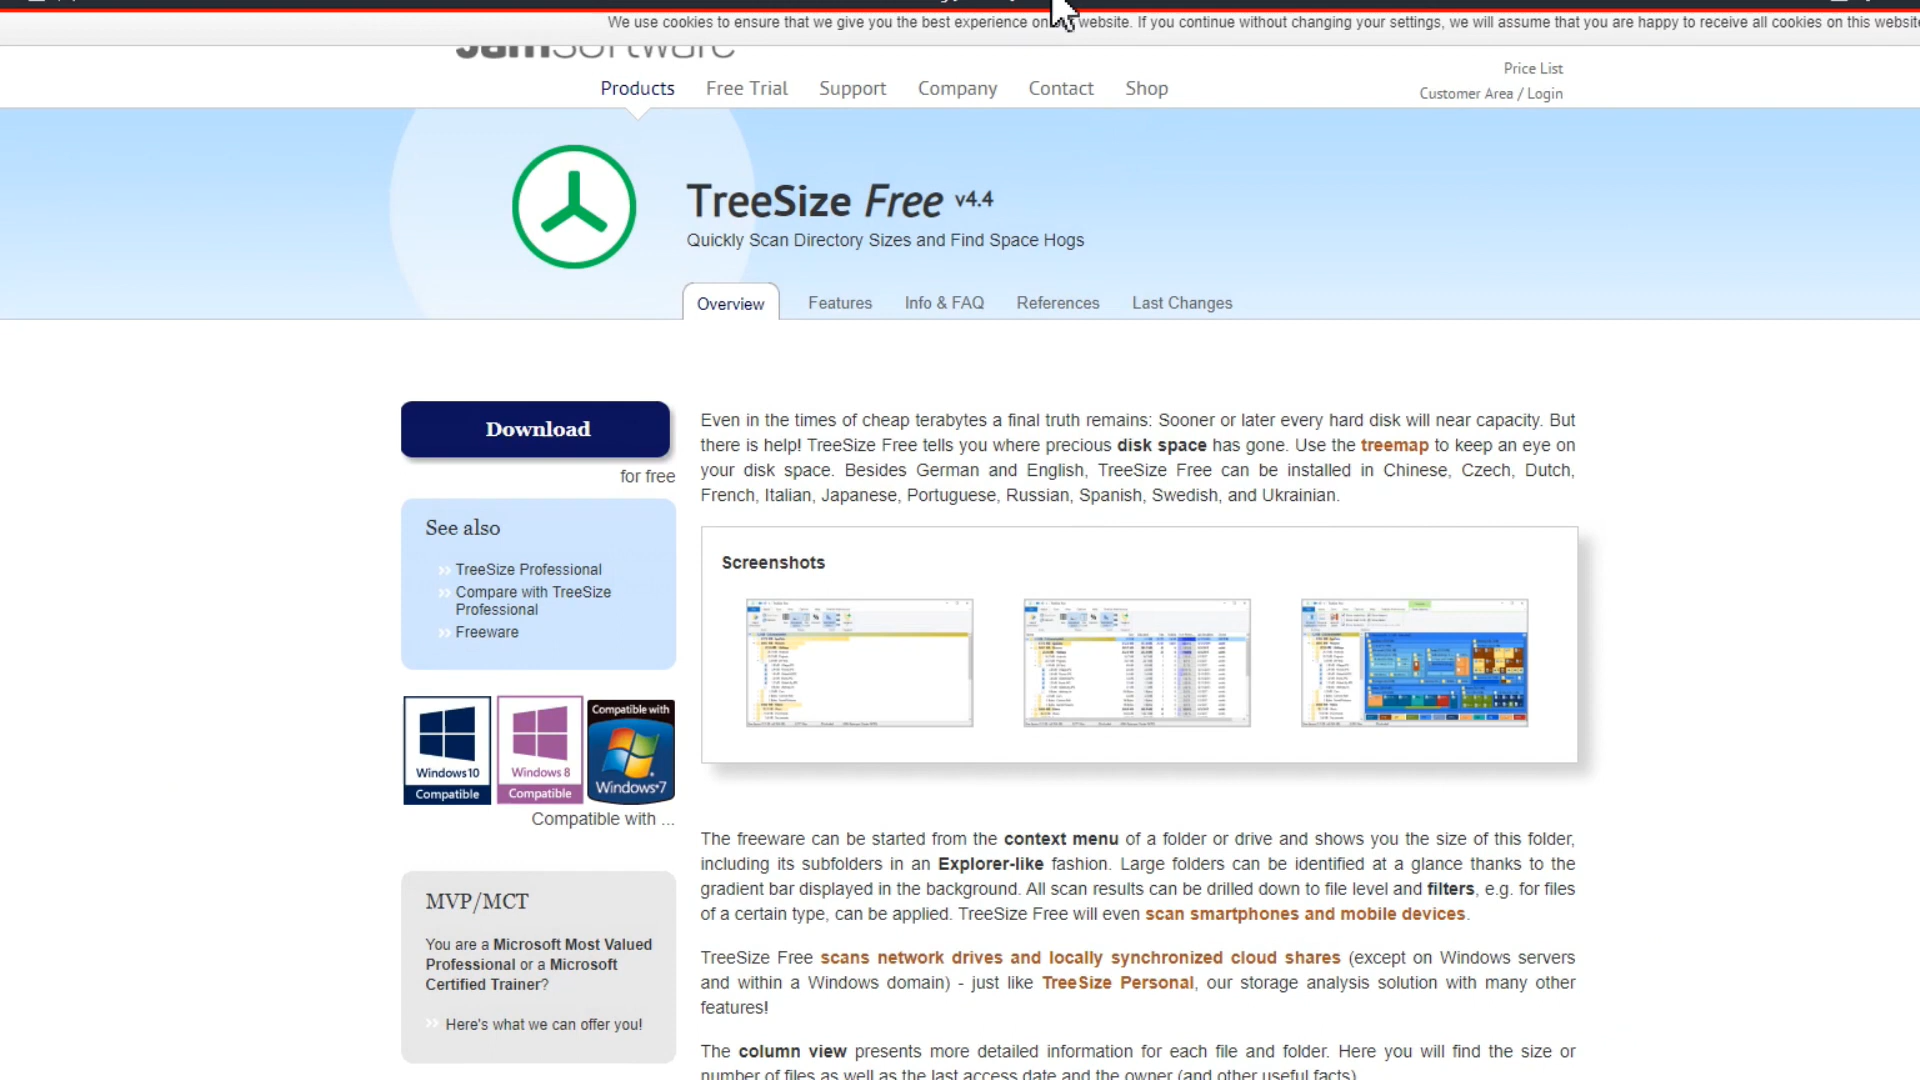 We use cookies to ensure that we give you the best experience on website. If you continue without changing your settings, we will assume that you are happy to receive all cookies on this website
JamSoftware
Price List
Products Free Trial Support Company Contact Shop
Customer Area / Login
TreeSize Free v4.4
Quickly Scan Directory Sizes and Find Space Hogs
Overview Features Info & FAQ References Last Changes
Download
for free
See also
TreeSize Professional
Compare with TreeSize
Professional
Freeware
Windows 10
Compatible
Windows 8
Compatible
Compatible with
Windows 7
Compatible with ...
MVP/MCT
You are a Microsoft Most Valued
Professional or a Microsoft
Certified Trainer?
Here's what we can offer you!
Even in the times of cheap terabytes a final truth remains: Sooner or later every hard disk will near capacity. But
there is help! TreeSize Free tells you where precious disk space has gone. Use the treemap to keep an eye on
your disk space. Besides German and English, TreeSize Free can be installed in Chinese, Czech, Dutch,
French, Italian, Japanese, Portuguese, Russian, Spanish, Swedish, and Ukrainian.
Screenshots
The freeware can be started from the context menu of a folder or drive and shows you the size of this folder,
including its subfolders in an Explorer-like fashion. Large folders can be identified at a glance thanks to the
gradient bar displayed in the background. All scan results can be drilled down to file level and filters, e.g. for files
of a certain type, can be applied. TreeSize Free will even scan smartphones and mobile devices.
TreeSize Free scans network drives and locally synchronized cloud shares (except on Windows servers
and within a Windows domain) - just like TreeSize Personal, our storage analysis solution with many other
features!
The column view presents more detailed information for each file and folder. Here you will find the size or
number of files as well as the last access date and the owner (and other useful facts).